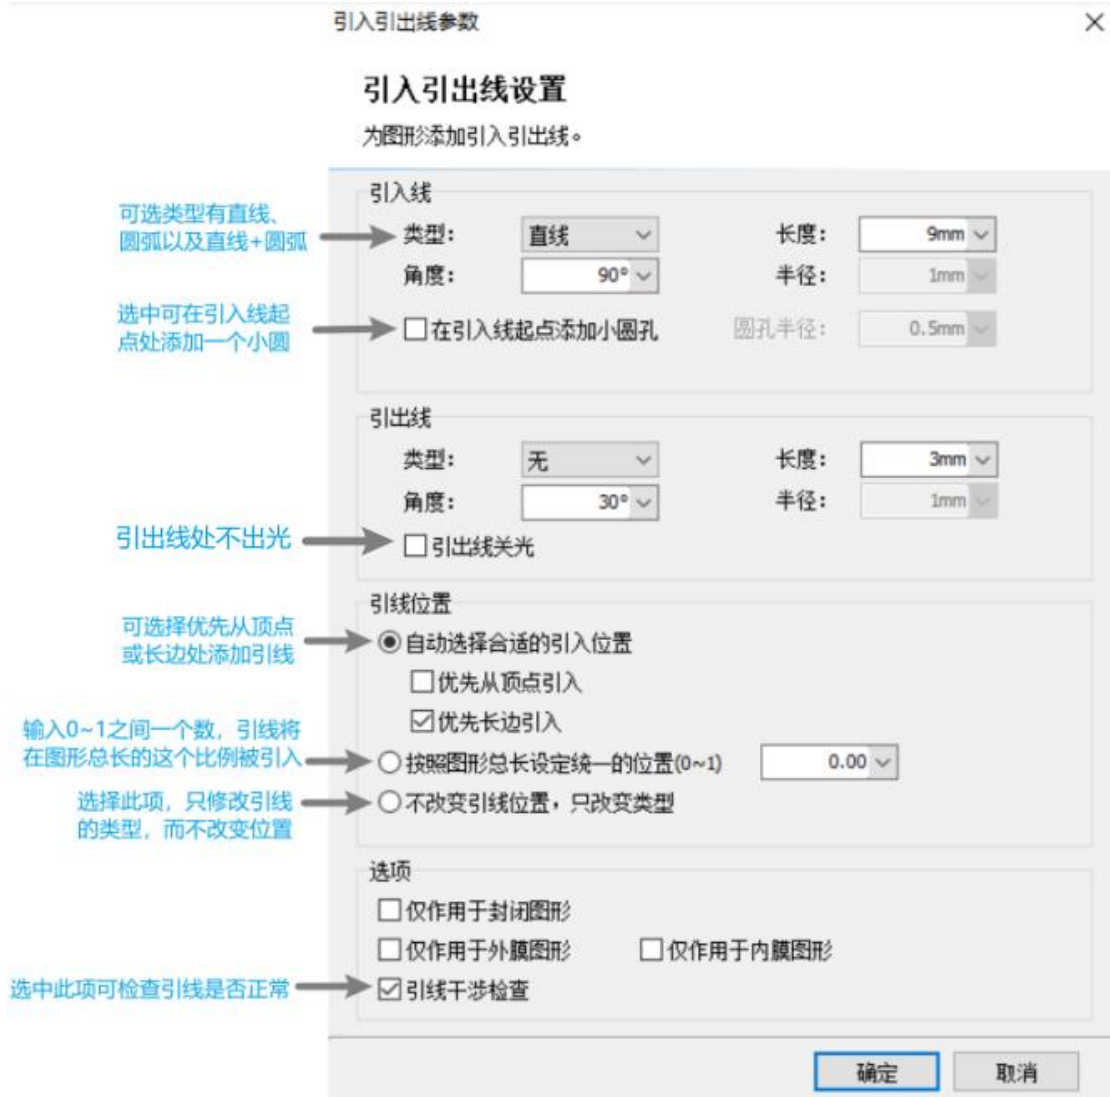 引入引出线参数
引入引出线设置
为图形添加引入引出线。
引入线
可选类型有直线、
圆弧以及直线+圆弧
类型： 直线 长度： 9mm
角度： 90° 半径： 1mm
选中可在引入线起
点处添加一个小圆
在引入线起点添加小圆孔 圆孔半径： 0.5mm
引出线
类型： 无 长度： 3mm
角度： 30° 半径： 1mm
引出线处不出光
引出线关光
引线位置
可选择优先从顶点
或长边处添加引线
自动选择合适的引入位置
优先从顶点引入
优先长边引入
输入0~1之间一个数，引线将
在图形总长的这个比例被引入
按照图形总长设定统一的位置(0~1) 0.00
选择此项，只修改引线
的类型，而不改变位置
不改变引线位置，只改变类型
选项
仅作用于封闭图形
仅作用于外膜图形 仅作用于内膜图形
选中此项可检查引线是否正常
引线干涉检查
确定 取消